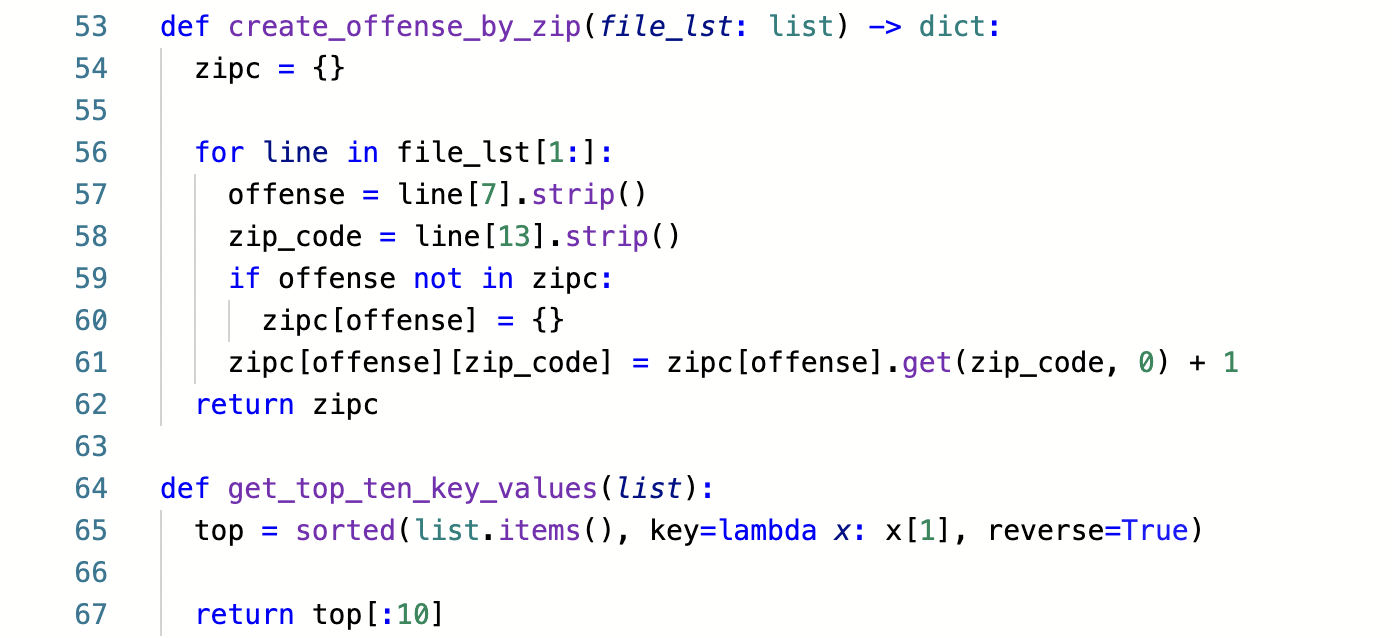 53 def create_offense_by_zip(file_lst: list) -> dict:
54   zipc = {}
55
56   for line in file_lst[1:]:
57     offense = line[7].strip()
58     zip_code = line[13].strip()
59     if offense not in zipc:
60       zipc[offense] = {}
61     zipc[offense][zip_code] = zipc[offense].get(zip_code, 0) + 1
62   return zipc
63
64 def get_top_ten_key_values(list):
65   top = sorted(list.items(), key=lambda x: x[1], reverse=True)
66
67   return top[:10]